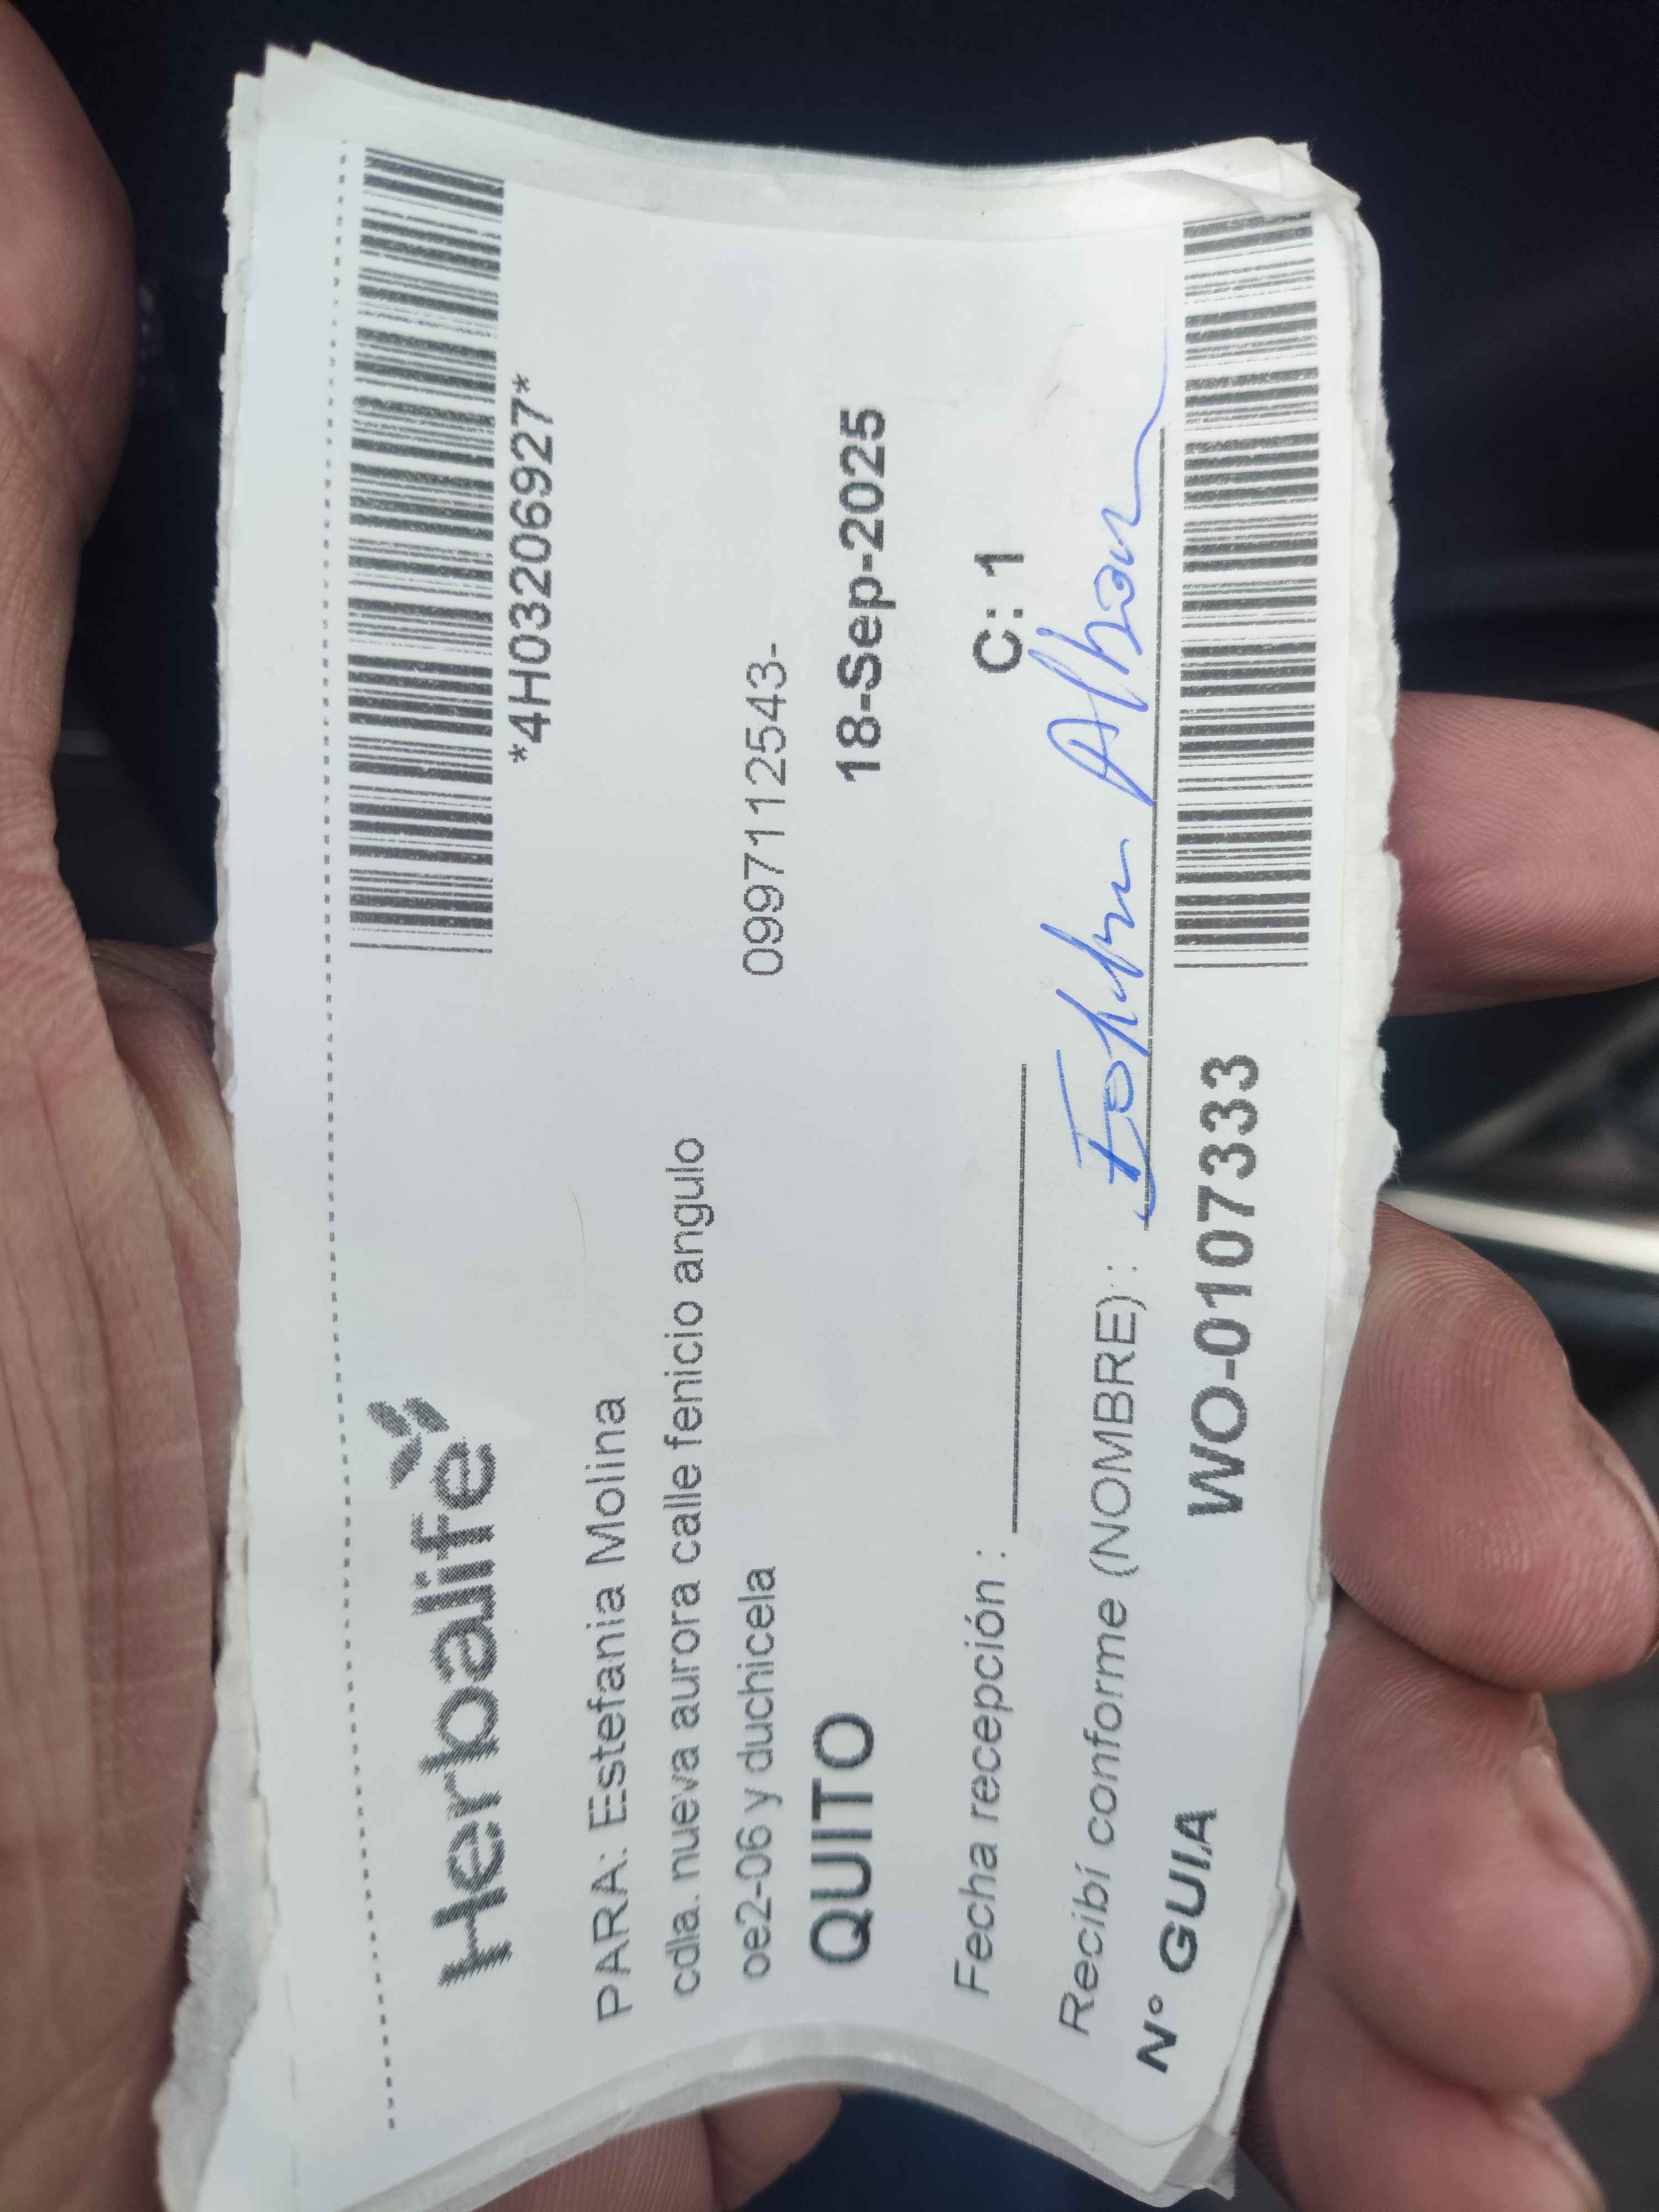 Herbalife
*4H03206927*
PARA: Estefania Molina
cdla. nueva aurora calle fenicio angulo
oe2-06 y duchicela
0997112543-
QUITO
18-Sep-2025
C: 1
Fecha recepción :
Recibí conforme (NOMBRE) :
Nº GUIA WO-0107333